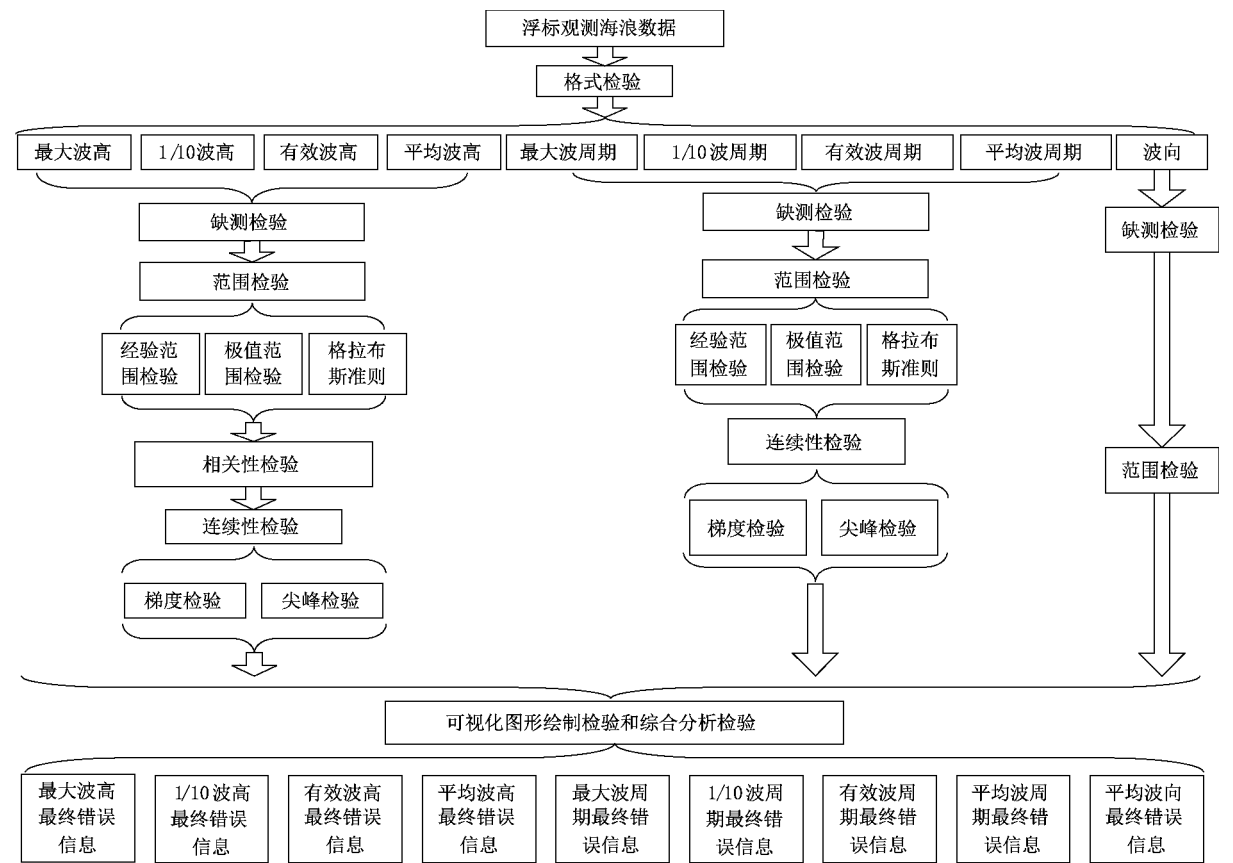 浮标观测海浪数据
格式检验
最大波高
1/10波高
有效波高
平均波高
最大波周期
1/10波周期
有效波周期
平均波周期
波向
缺测检验
缺测检验
缺测检验
范围检验
范围检验
经验范
围检验
极值范
围检验
格拉布
斯准则
经验范
围检验
极值范
围检验
格拉布
斯准则
相关性检验
连续性检验
范围检验
连续性检验
梯度检验
尖峰检验
梯度检验
尖峰检验
可视化图形绘制检验和综合分析检验
最大波高
最终错误
信息
1/10波高
最终错误
信息
有效波高
最终错误
信息
平均波高
最终错误
信息
最大波周
期最终错
误信息
1/10波周
期最终错
误信息
有效波周
期最终错
误信息
平均波周
期最终错
误信息
平均波向
最终错误
信息